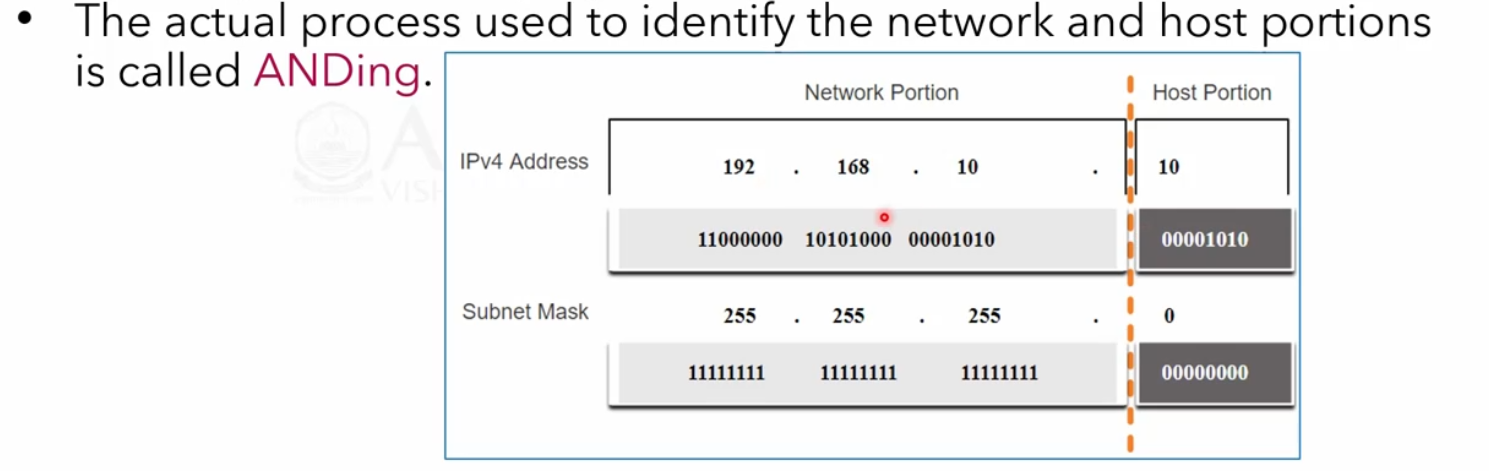 • The actual process used to identify the network and host portions
is called ANDing.
Network Portion Host Portion
IPv4 Address 192 . 168 . 10 . 10
11000000 10101000 00001010 00001010
Subnet Mask 255 . 255 . 255 . 0
11111111 11111111 11111111 00000000